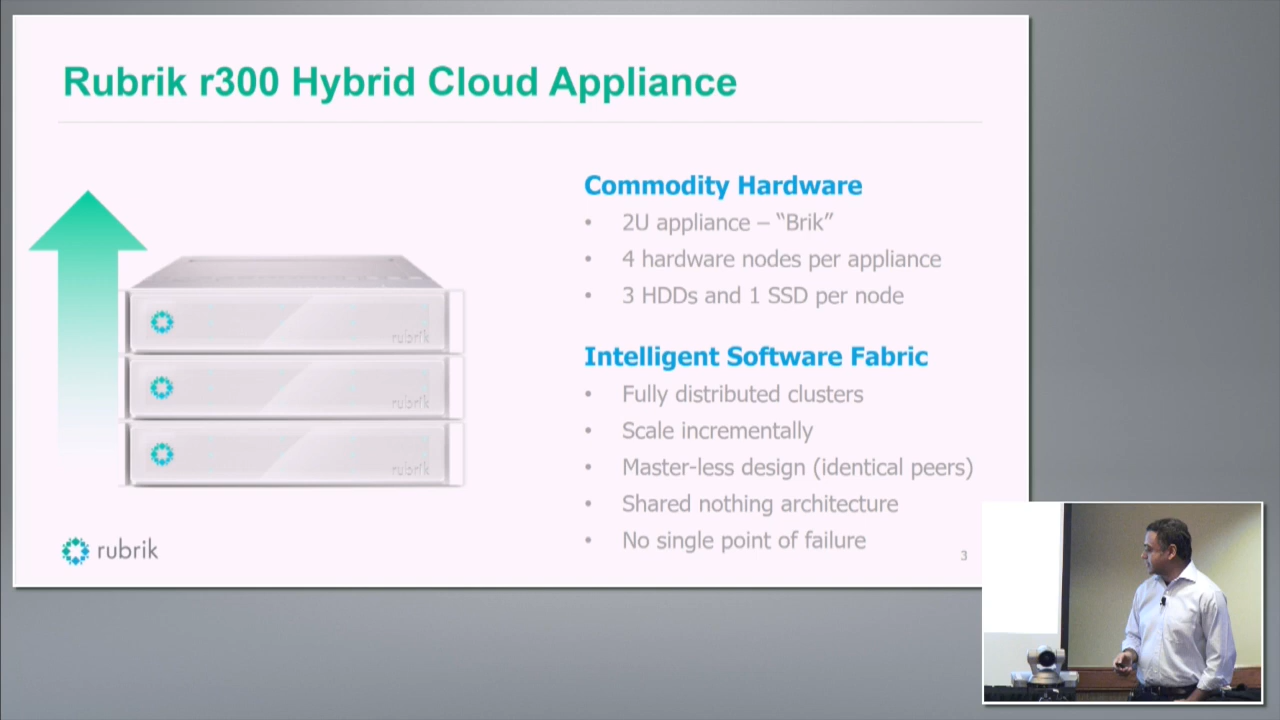 Rubrik r300 Hybrid Cloud Appliance
Commodity Hardware
• 2U appliance – “Brik”
• 4 hardware nodes per appliance
• 3 HDDs and 1 SSD per node
Intelligent Software Fabric
• Fully distributed clusters
• Scale incrementally
• Master-less design (identical peers)
• Shared nothing architecture
• No single point of failure
rubrik
rubrik
rubrik
rubrik
3